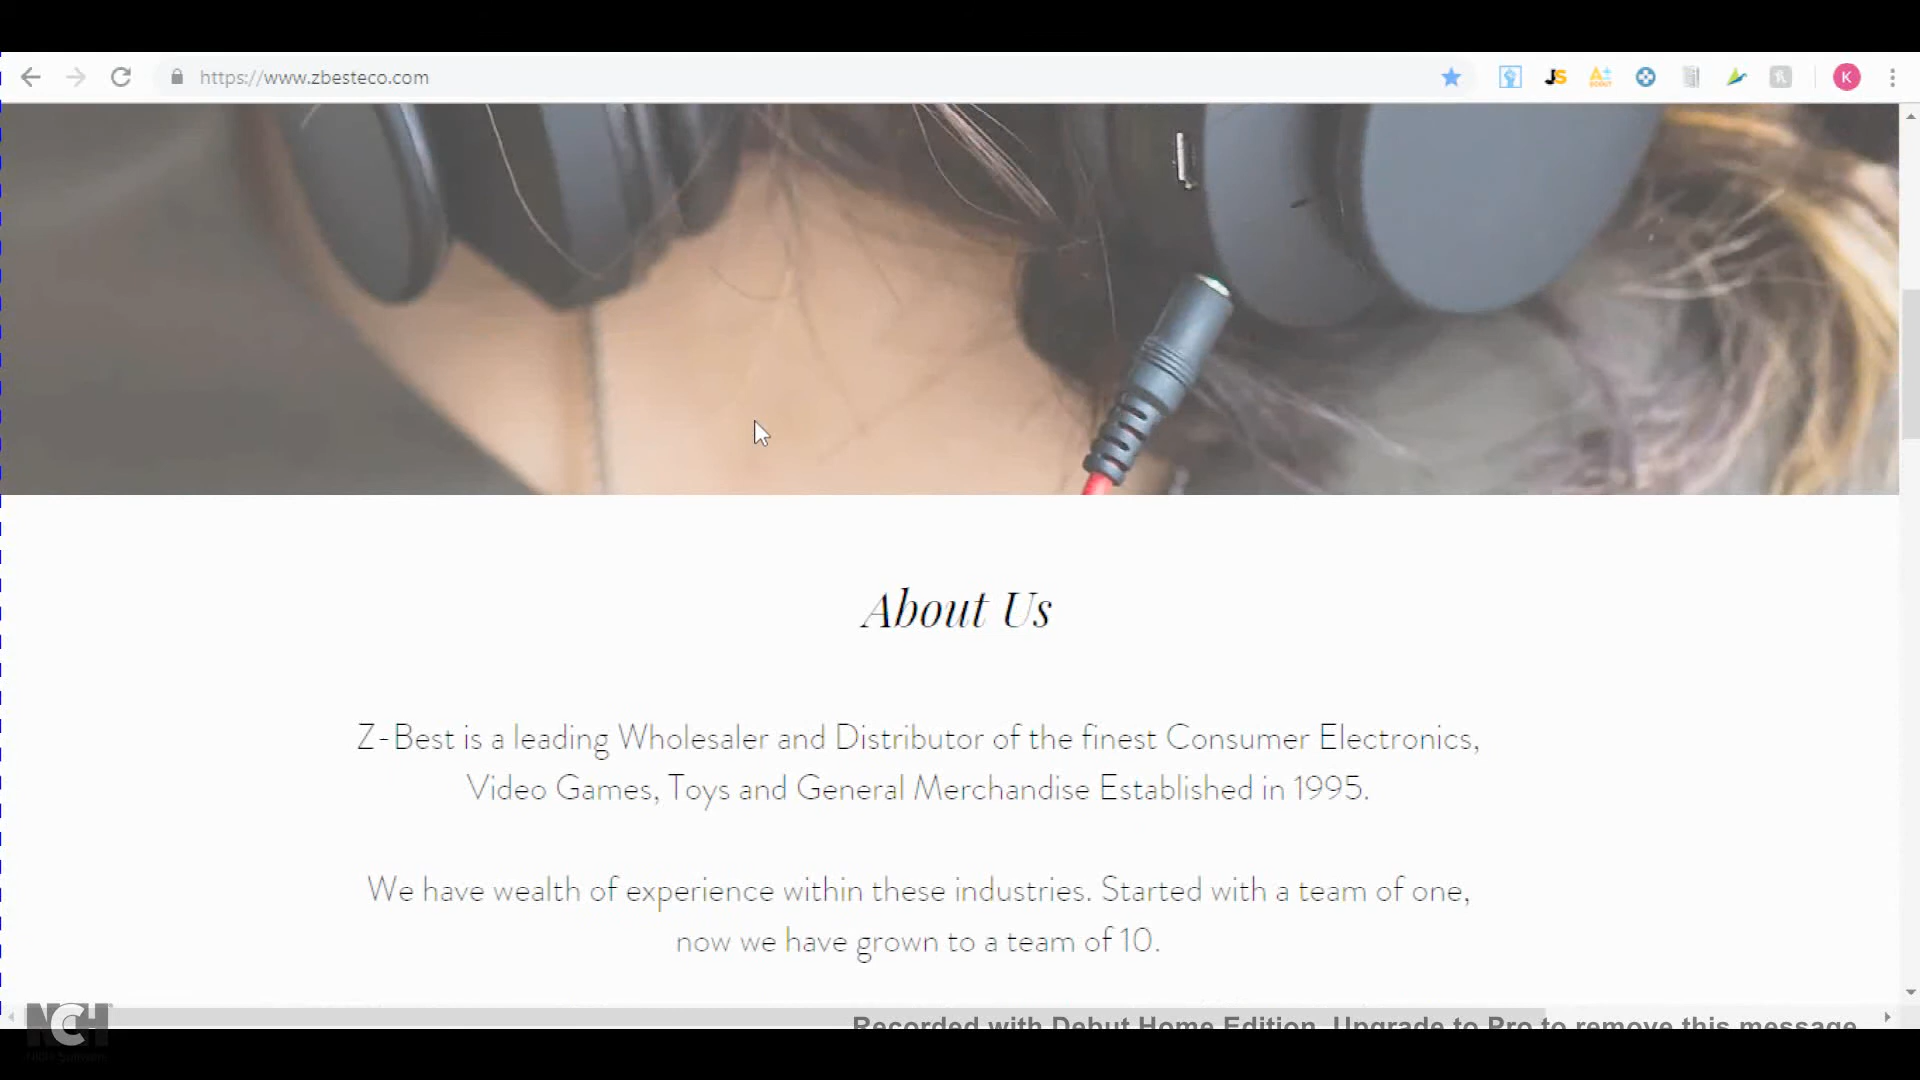 https://www.zbesteco.com
JS
K
About Us
Z-Best is a leading Wholesaler and Distributor of the finest Consumer Electronics,
Video Games, Toys and General Merchandise Established in 1995.
We have wealth of experience within these industries. Started with a team of one,
now we have grown to a team of 10.
NCH
Recorded with Debut Home Edition. Upgrade to Pro to remove this message